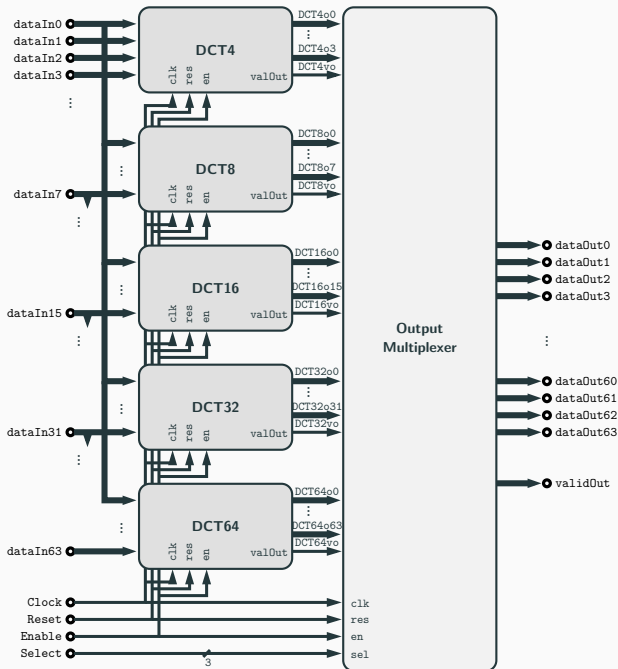 dataIn0
dataIn1
dataIn2
dataIn3
DCT4
clk
res
en
valOut
DCT4o0
DCT4o3
DCT4vo
dataIn7
DCT8
clk
res
en
valOut
DCT8o0
DCT8o7
DCT8vo
dataIn15
DCT16
clk
res
en
valOut
DCT16o0
DCT16o15
DCT16vo
dataIn31
DCT32
clk
res
en
valOut
DCT32o0
DCT32o31
DCT32vo
dataIn63
DCT64
clk
res
en
valOut
DCT64o0
DCT64o63
DCT64vo
Clock
Reset
Enable
Select
3
Output
Multiplexer
clk
res
en
sel
dataOut0
dataOut1
dataOut2
dataOut3
dataOut60
dataOut61
dataOut62
dataOut63
validOut